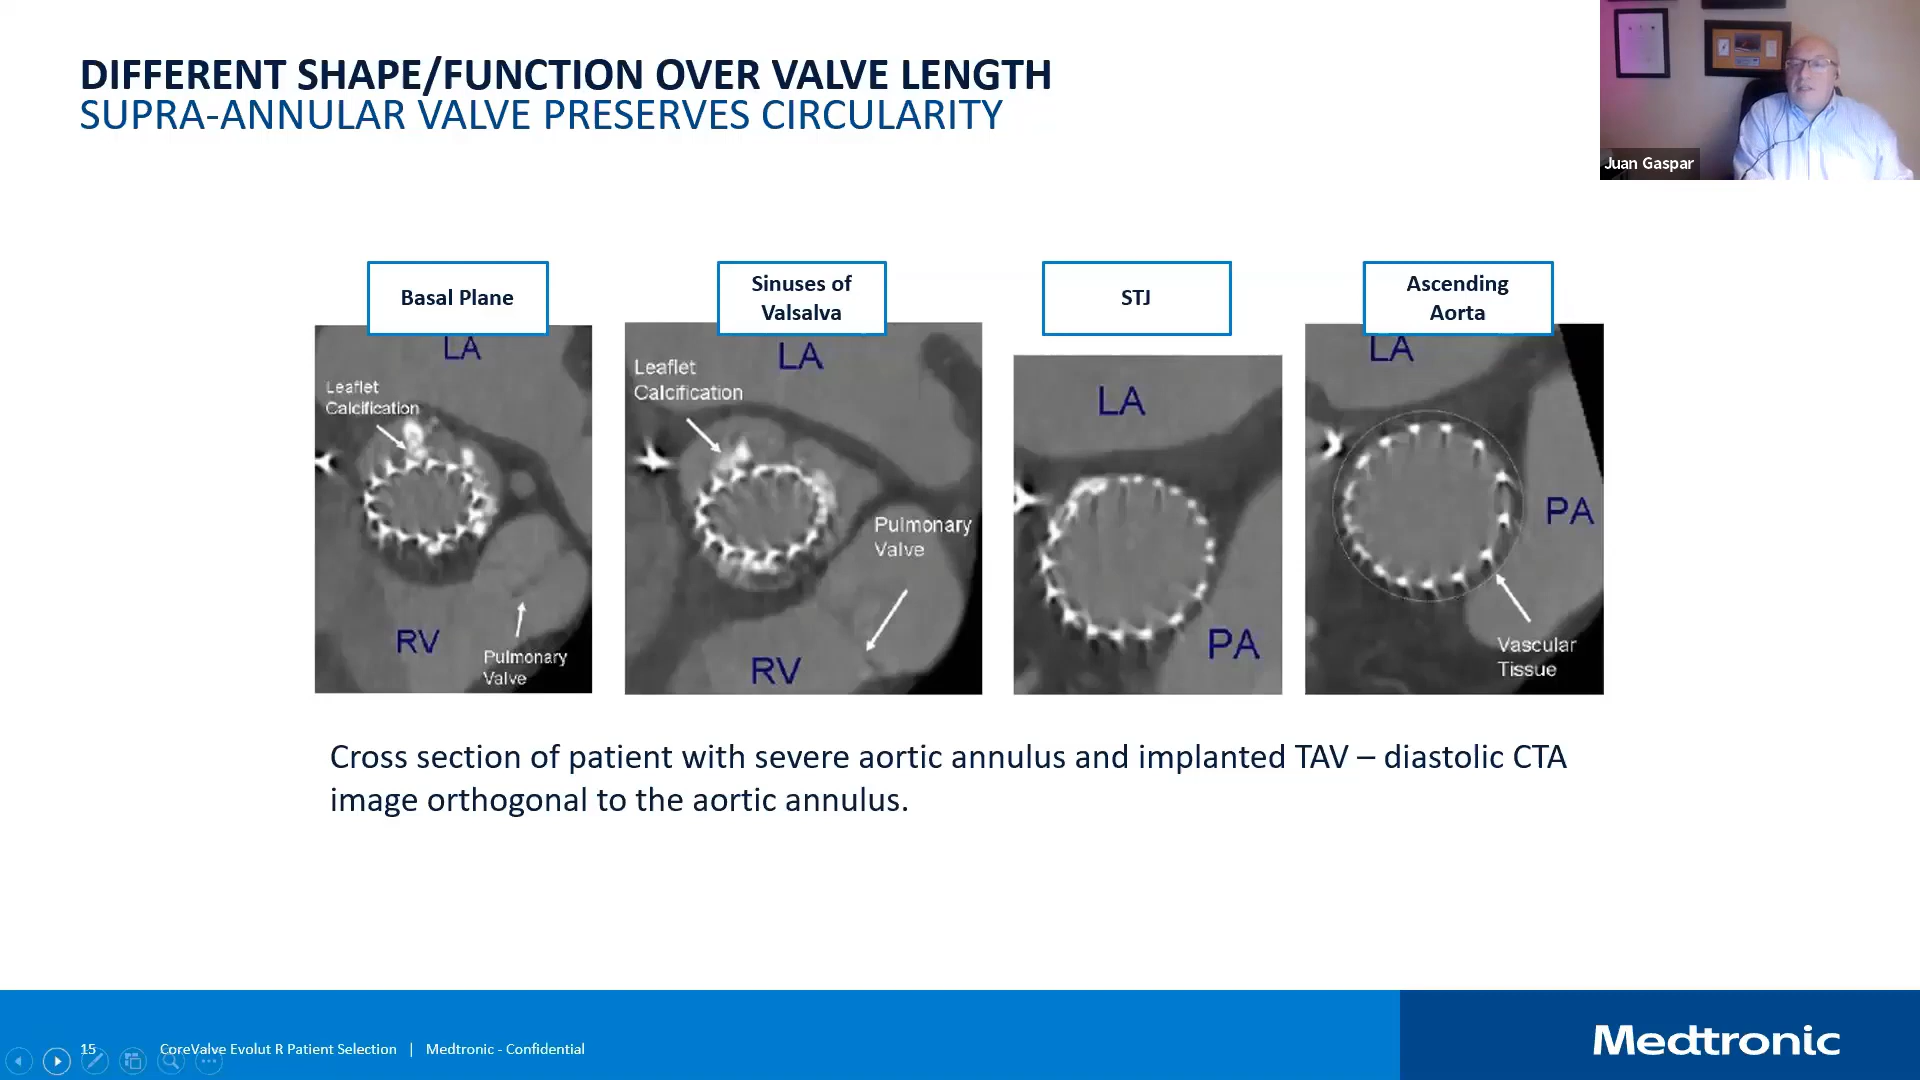 DIFFERENT SHAPE/FUNCTION OVER VALVE LENGTH
SUPRA-ANNULAR VALVE PRESERVES CIRCULARITY
Juan Gaspar
Basal Plane
LA
Leaflet
Calcification
RV
Pulmonary
Valve
Sinuses of
Valsalva
LA
Leaflet
Calcification
Pulmonary
Valve
RV
STJ
LA
PA
Ascending
Aorta
LA
PA
Vascular
Tissue
Cross section of patient with severe aortic annulus and implanted TAV – diastolic CTA
image orthogonal to the aortic annulus.
15 CoreValve Evolut R Patient Selection | Medtronic - Confidential
Medtronic